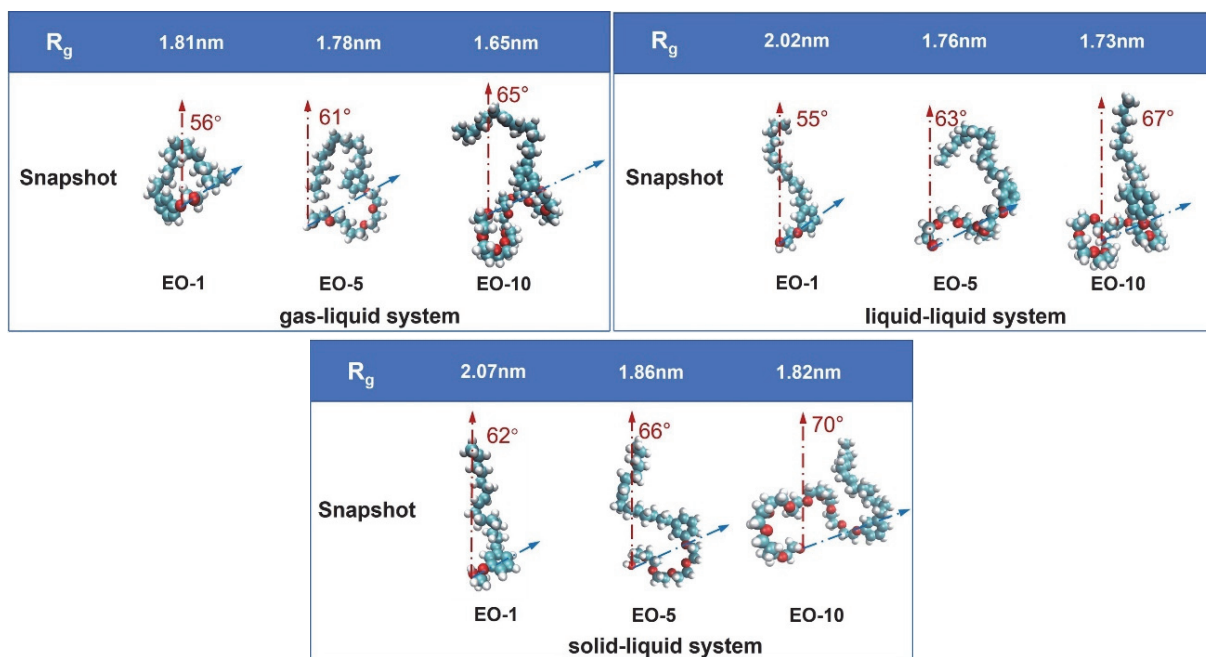 Rg 1.81nm 1.78nm 1.65nm
56° 61° 65°
Snapshot
EO-1 EO-5 EO-10
gas-liquid system
Rg 2.02nm 1.76nm 1.73nm
55° 63° 67°
Snapshot
EO-1 EO-5 EO-10
liquid-liquid system
Rg 2.07nm 1.86nm 1.82nm
62° 66° 70°
Snapshot
EO-1 EO-5 EO-10
solid-liquid system